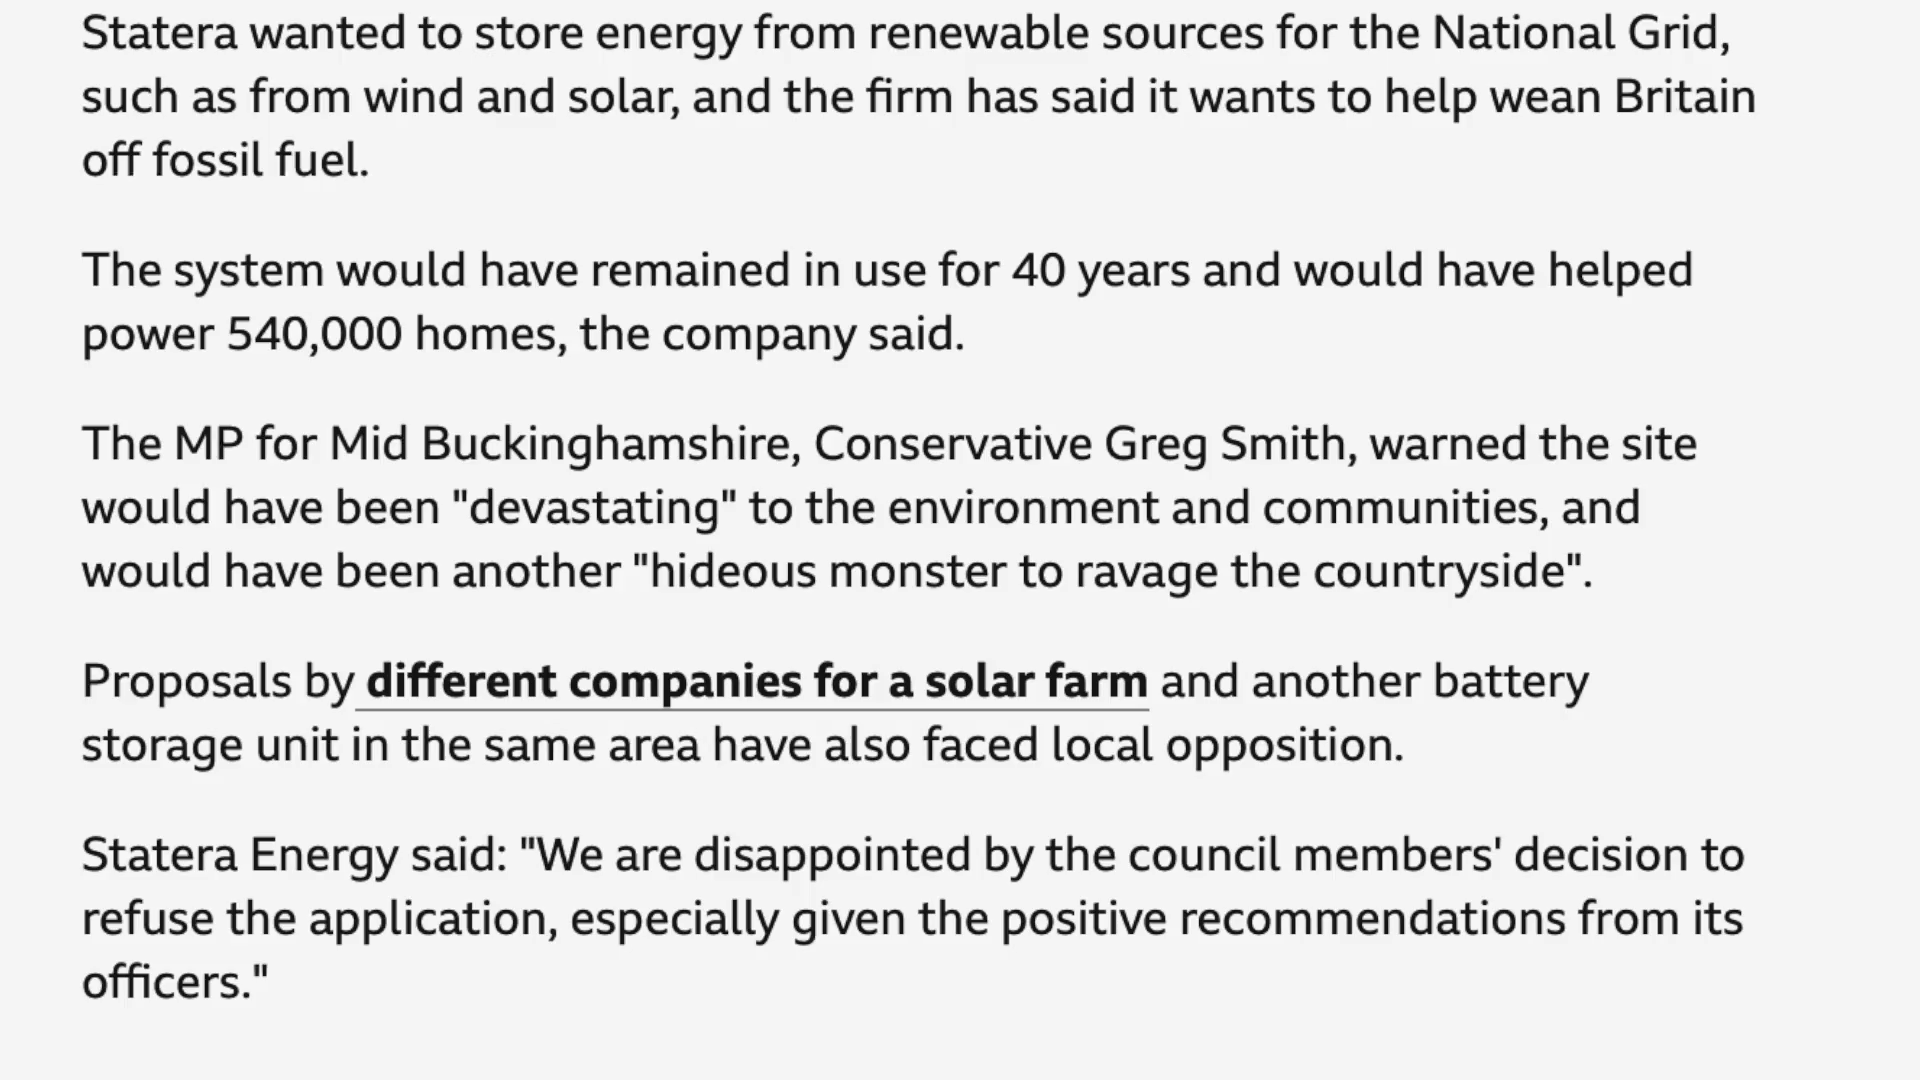 Statera wanted to store energy from renewable sources for the National Grid,
such as from wind and solar, and the firm has said it wants to help wean Britain
off fossil fuel.
The system would have remained in use for 40 years and would have helped
power 540,000 homes, the company said.
The MP for Mid Buckinghamshire, Conservative Greg Smith, warned the site
would have been "devastating" to the environment and communities, and
would have been another "hideous monster to ravage the countryside".
Proposals by different companies for a solar farm and another battery
storage unit in the same area have also faced local opposition.
Statera Energy said: "We are disappointed by the council members' decision to
refuse the application, especially given the positive recommendations from its
officers."